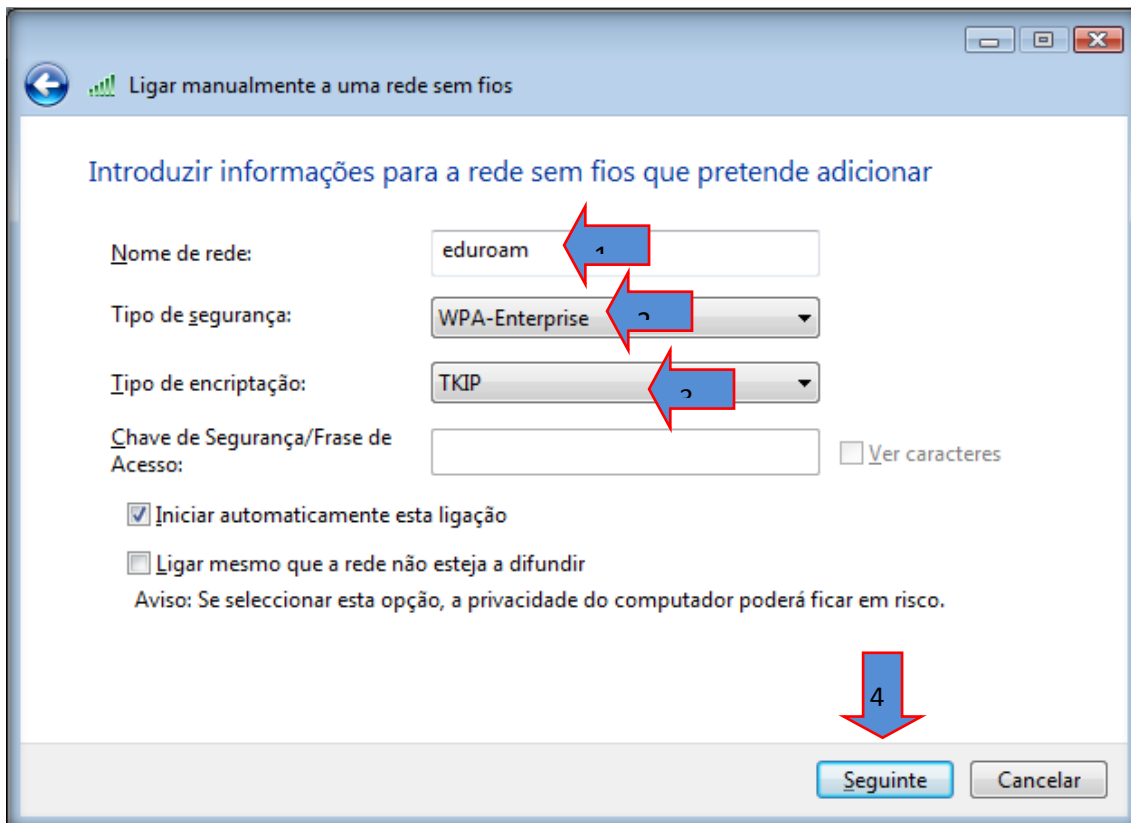 Ligar manualmente a uma rede sem fios
Introduzir informações para a rede sem fios que pretende adicionar
Nome de rede: eduroam
Tipo de segurança: WPA-Enterprise
Tipo de encriptação: TKIP
Chave de Segurança/Frase de
Acesso:
Ver caracteres
Iniciar automaticamente esta ligação
Ligar mesmo que a rede não esteja a difundir
Aviso: Se seleccionar esta opção, a privacidade do computador poderá ficar em risco.
4
Seguinte Cancelar